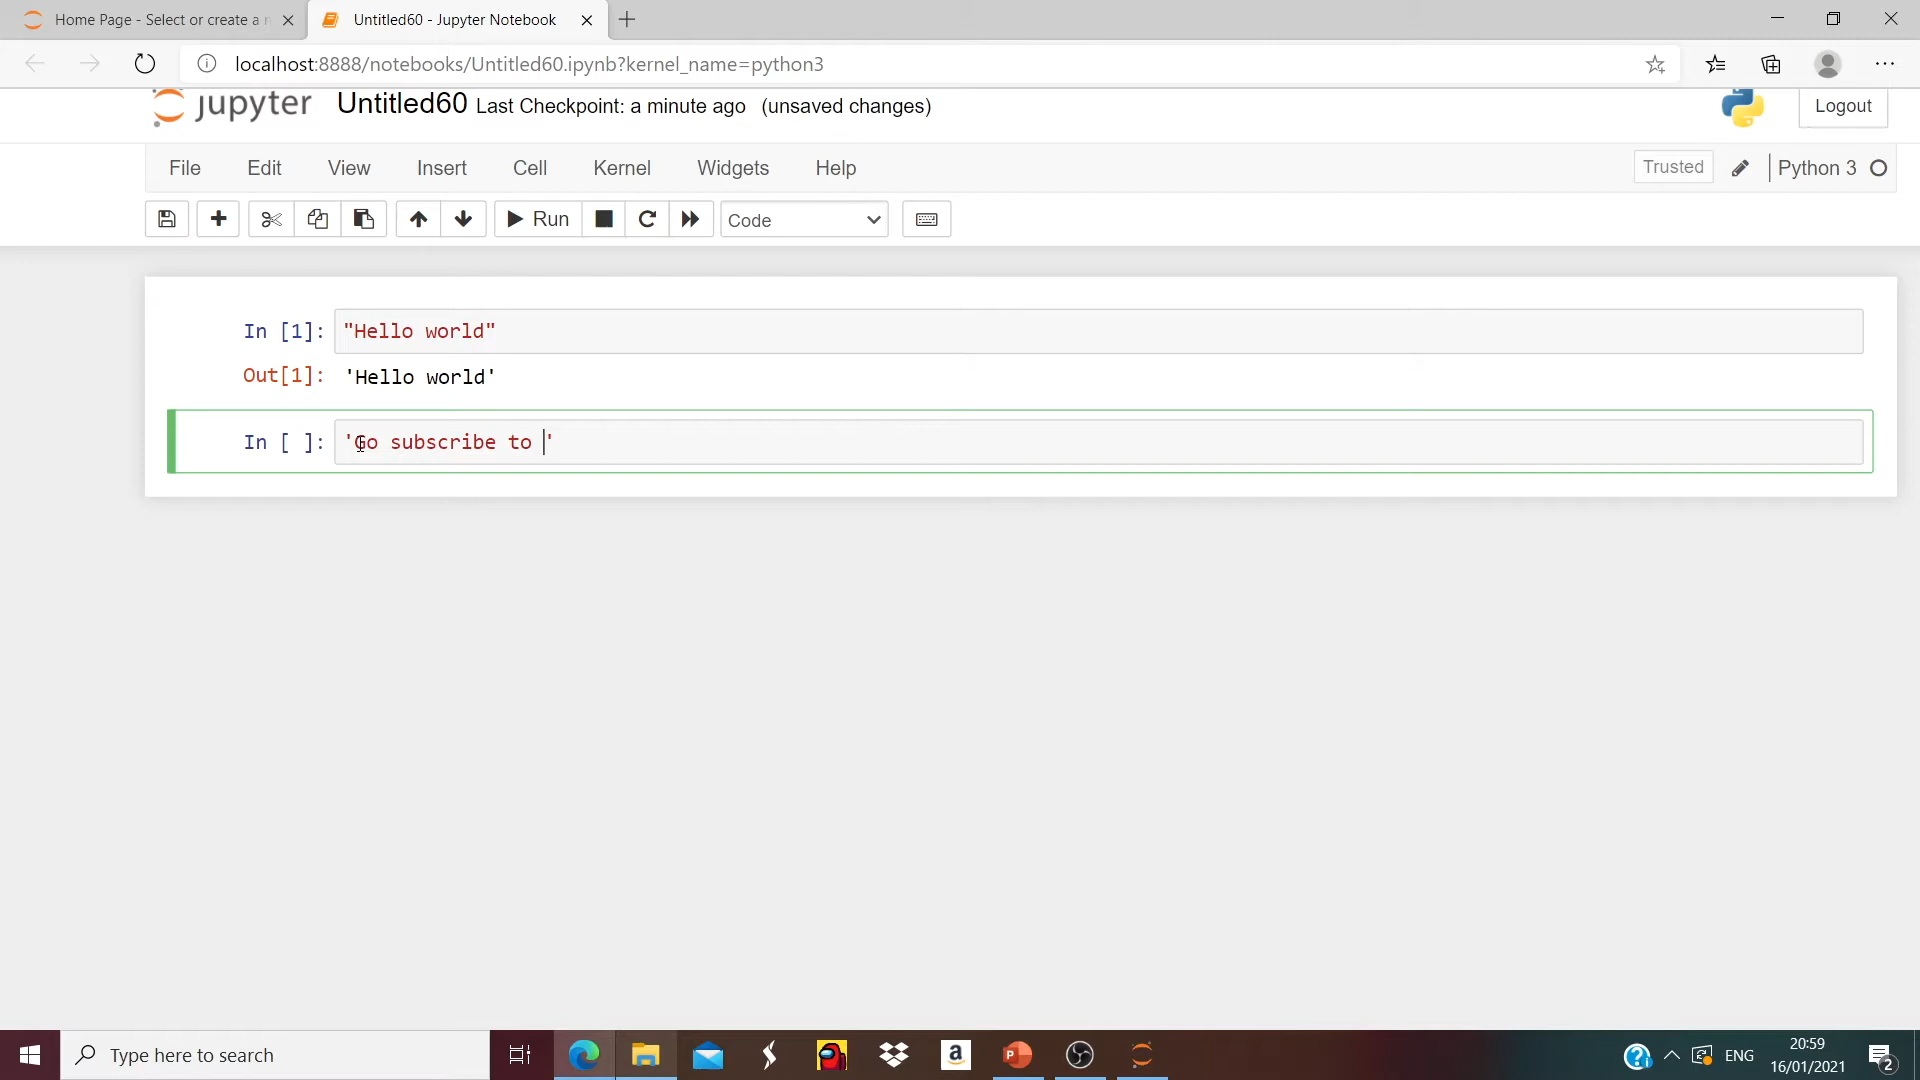 Home Page - Select or create a n
Untitled60 - Jupyter Notebook
localhost:8888/notebooks/Untitled60.ipynb?kernel_name=python3
jupyter Untitled60 Last Checkpoint: a minute ago (unsaved changes)
Logout
File Edit View Insert Cell Kernel Widgets Help
Trusted Python 3
Run Code
In [1]: "Hello world"
Out[1]: 'Hello world'
In [ ]: 'Go subscribe to '
Type here to search
ENG
20:59
16/01/2021
2